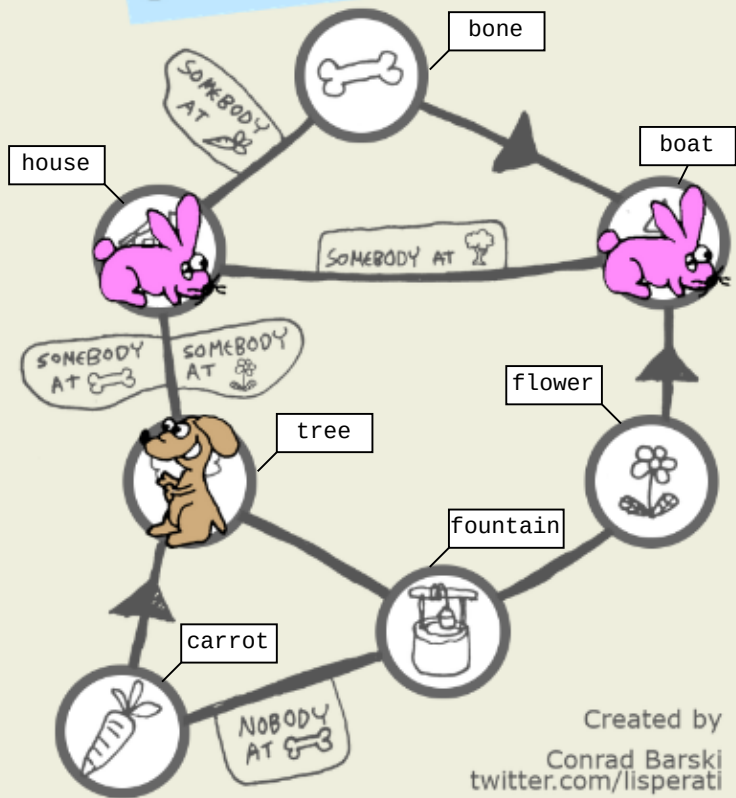 bone
SOMEBODY
AT
boat
house
SOMEBODY AT
SOMEBODY
AT
SOMEBODY
AT
flower
tree
fountain
carrot
NOBODY
AT
Created by
Conrad Barski
twitter.com/lisperati